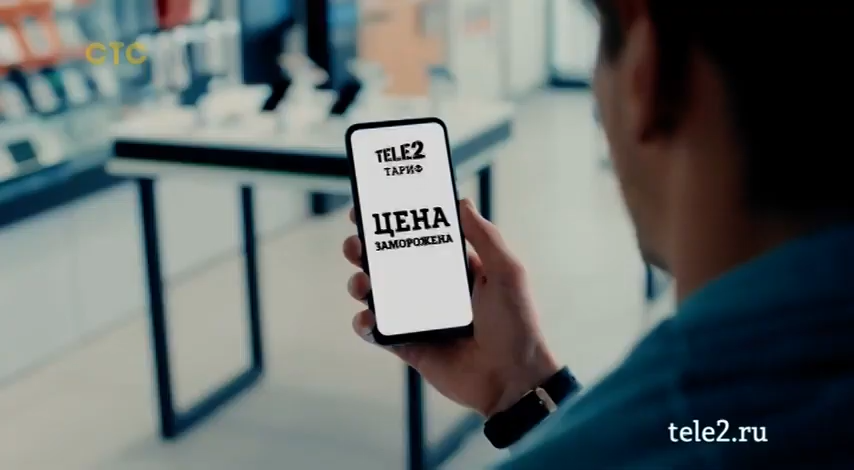 СТС
TELE2
ТАРИФ
ЦЕНА
ЗАМОРОЖЕНА
tele2.ru